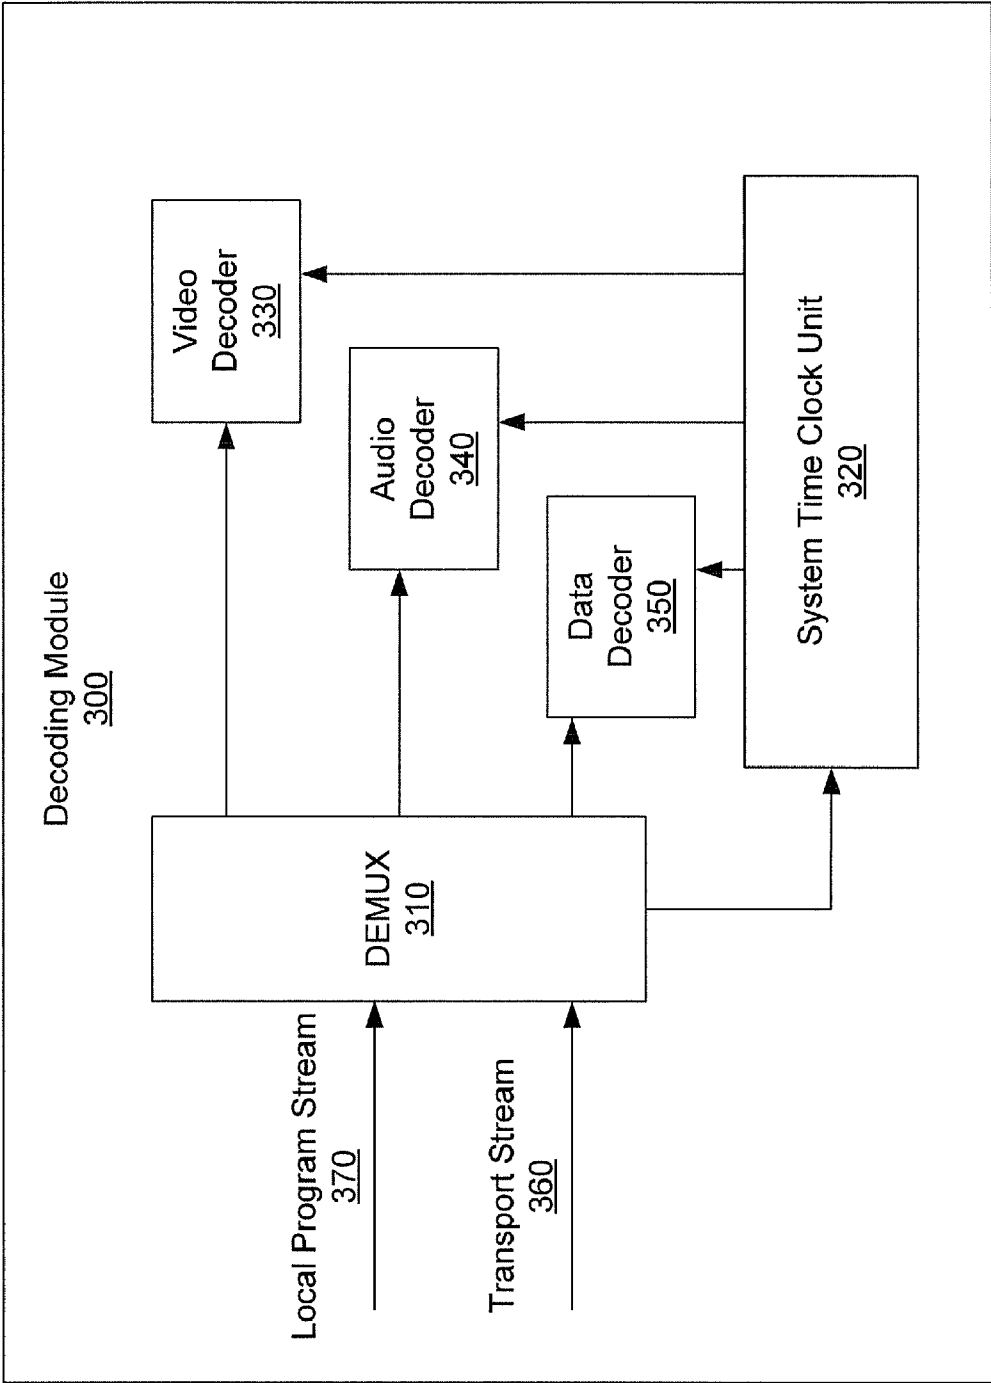 Decoding Module
300
Local Program Stream
370
Transport Stream
360
DEMUX
310
Video
Decoder
330
Audio
Decoder
340
Data
Decoder
350
System Time Clock Unit
320